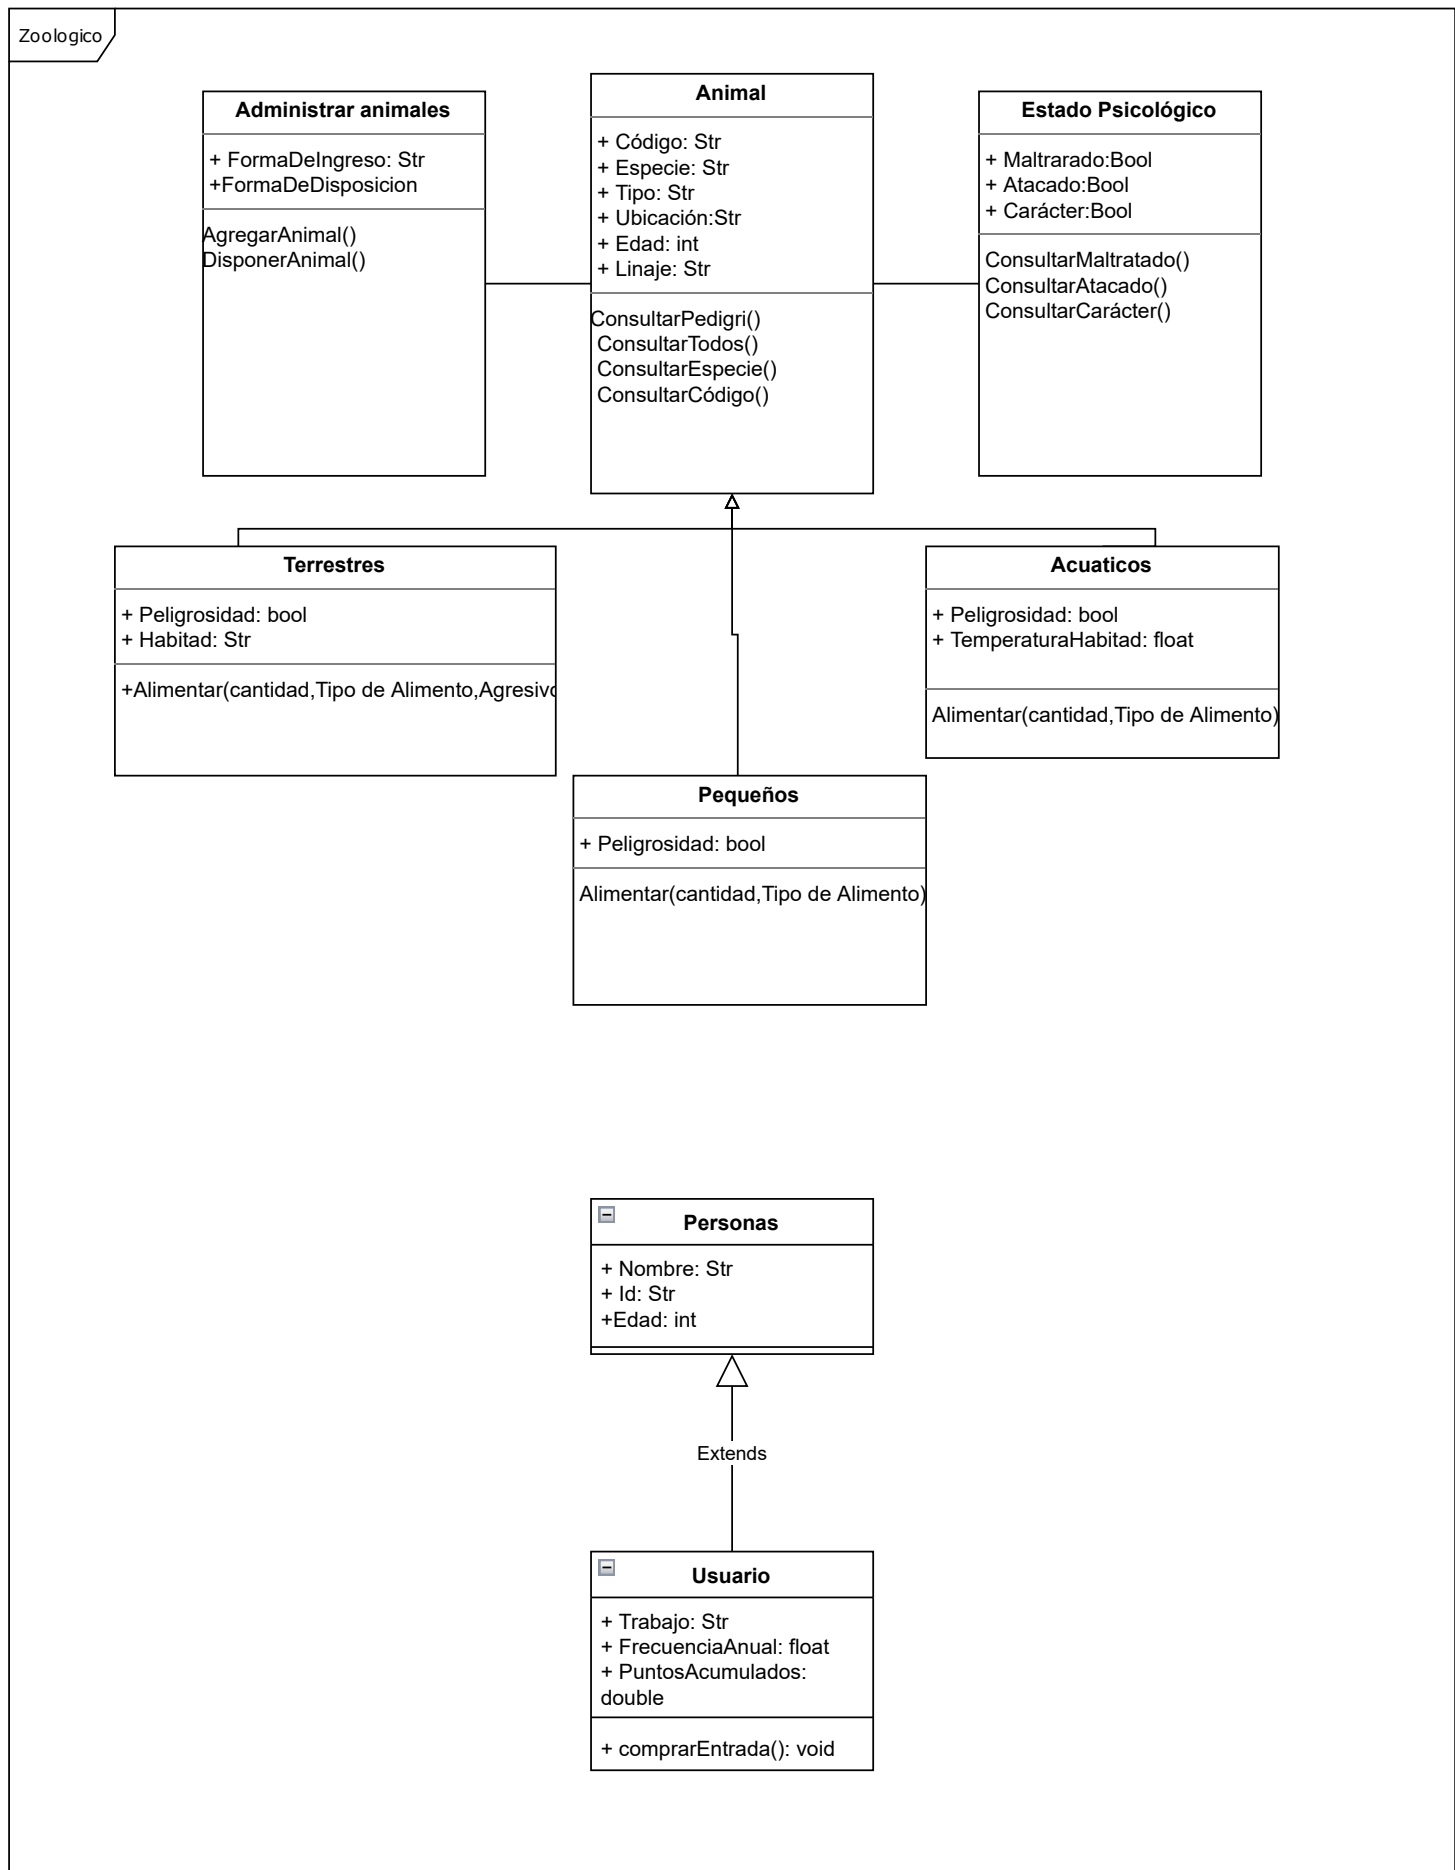 Zoologico
Administrar animales
+ FormaDeIngreso: Str
+FormaDeDisposicion
AgregarAnimal()
DisponerAnimal()
Animal
+ Código: Str
+ Especie: Str
+ Tipo: Str
+ Ubicación:Str
+ Edad: int
+ Linaje: Str
ConsultarPedigri()
ConsultarTodos()
ConsultarEspecie()
ConsultarCódigo()
Estado Psicológico
+ Maltrarado:Bool
+ Atacado:Bool
+ Carácter:Bool
ConsultarMaltratado()
ConsultarAtacado()
ConsultarCarácter()
Terrestres
+ Peligrosidad: bool
+ Habitad: Str
+Alimentar(cantidad,Tipo de Alimento,Agresivo
Acuaticos
+ Peligrosidad: bool
+ TemperaturaHabitad: float
Alimentar(cantidad,Tipo de Alimento)
Pequeños
+ Peligrosidad: bool
Alimentar(cantidad,Tipo de Alimento)
Personas
+ Nombre: Str
+ Id: Str
+Edad: int
Extends
Usuario
+ Trabajo: Str
+ FrecuenciaAnual: float
+ PuntosAcumulados:
double
+ comprarEntrada(): void